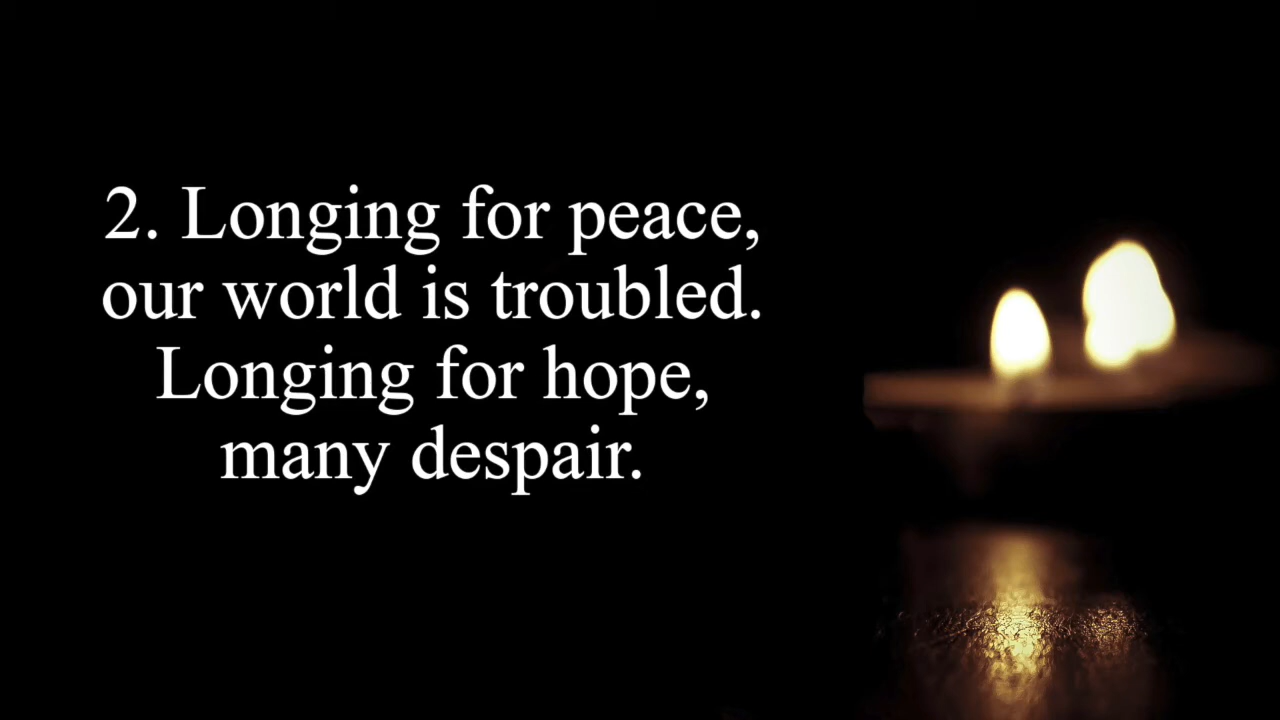 2. Longing for peace,
our world is troubled.
Longing for hope,
many despair.